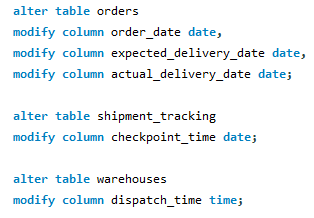 alter table orders
modify column order_date date,
modify column expected_delivery_date date,
modify column actual_delivery_date date;
alter table shipment_tracking
modify column checkpoint_time date;
alter table warehouses
modify column dispatch_time time;